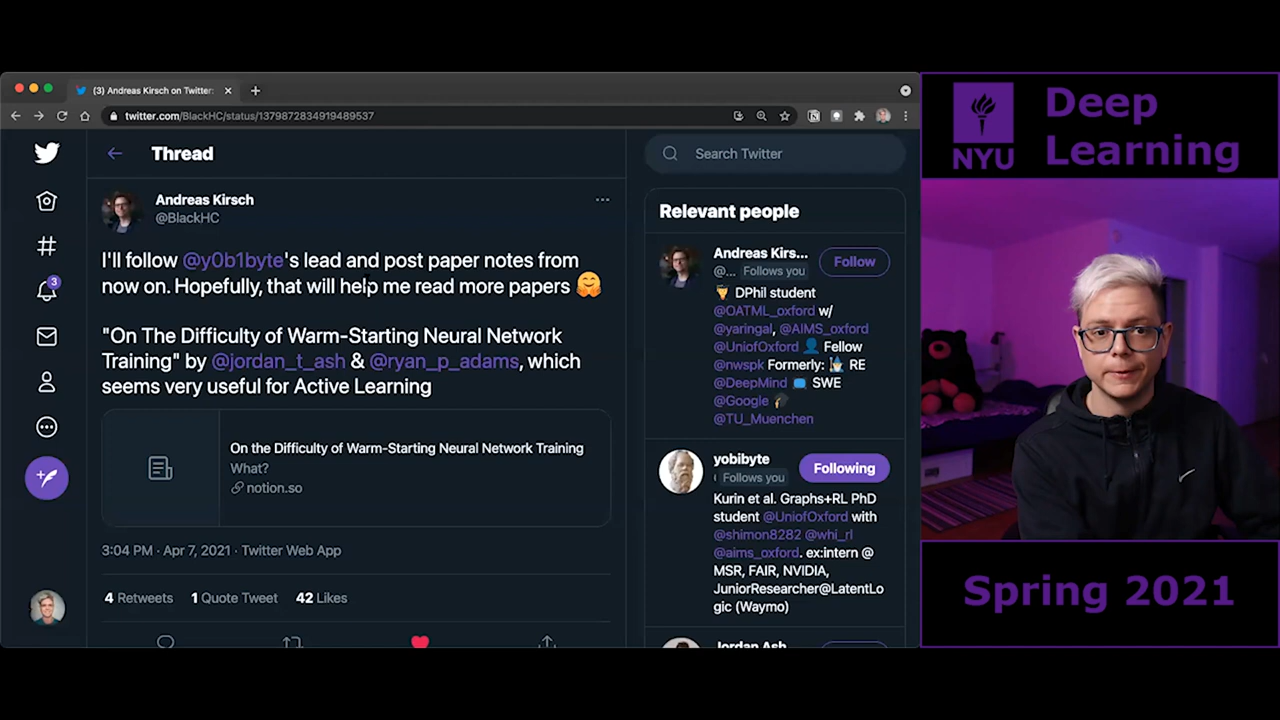 (3) Andreas Kirsch on Twitter:
twitter.com/BlackHC/status/1379872834919489537
Thread
Andreas Kirsch
@BlackHC
I'll follow @y0b1byte's lead and post paper notes from
now on. Hopefully, that will help me read more papers 🤗
"On The Difficulty of Warm-Starting Neural Network
Training" by @jordan_t_ash & @ryan_p_adams, which
seems very useful for Active Learning
On the Difficulty of Warm-Starting Neural Network Training
What?
notion.so
3:04 PM · Apr 7, 2021 · Twitter Web App
4 Retweets 1 Quote Tweet 42 Likes
3
Search Twitter
Relevant people
Andreas Kirs...
@... Follows you
Follow
DPhil student
@OATML_oxford w/
@yaringal, @AIMS_oxford
@UniofOxford 👤 Fellow
@nwspk Formerly: RE
@DeepMind SWE
@Google
@TU_Muenchen
yobibyte
Follows you
Following
Kurin et al. Graphs+RL PhD
student @UniofOxford with
@shimon8282 @whi_rl
@aims_oxford. ex:intern @
MSR, FAIR, NVIDIA,
JuniorResearcher@LatentLo
gic (Waymo)
Jordan Ash
NYU
Deep
Learning
Spring 2021